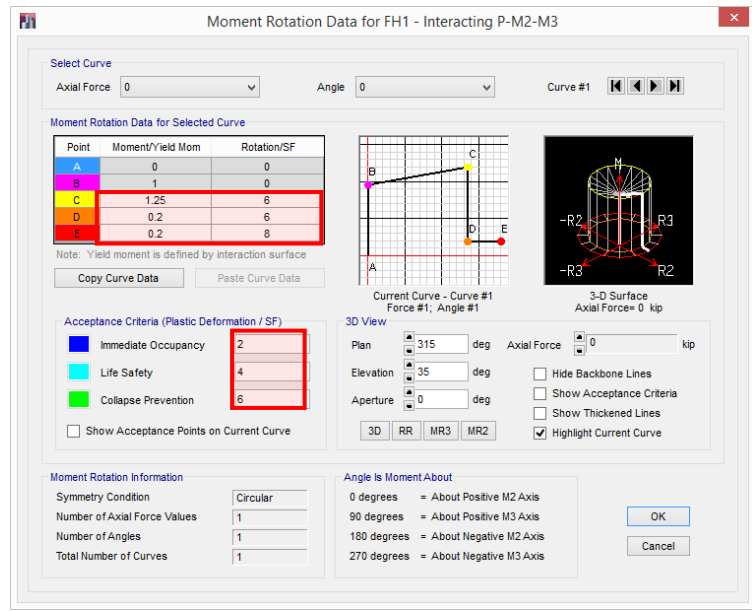 Moment Rotation Data for FH1 - Interacting P-M2-M3
Select Curve
Axial Force 0 Angle 0 Curve #1
Moment Rotation Data for Selected Curve
Point Moment/Yield Mom Rotation/SF
A 0 0
B 1 0
C 1.25 6
D 0.2 6
E 0.2 8
Note: Yield moment is defined by interaction surface
Copy Curve Data Paste Curve Data
A
B
C
D
E
Current Curve - Curve #1
Force #1; Angle #1
M
-R2 R3
-R3 R2
3-D Surface
Axial Force= 0 kip
Acceptance Criteria (Plastic Deformation / SF)
Immediate Occupancy 2
Life Safety 4
Collapse Prevention 6
Show Acceptance Points on Current Curve
3D View
Plan 315 deg Axial Force 0 kip
Elevation 35 deg
Aperture 0 deg
3D RR MR3 MR2
Hide Backbone Lines
Show Acceptance Criteria
Show Thickened Lines
Highlight Current Curve
Moment Rotation Information
Symmetry Condition Circular
Number of Axial Force Values 1
Number of Angles 1
Total Number of Curves 1
Angle Is Moment About
0 degrees = About Positive M2 Axis
90 degrees = About Positive M3 Axis
180 degrees = About Negative M2 Axis
270 degrees = About Negative M3 Axis
OK
Cancel